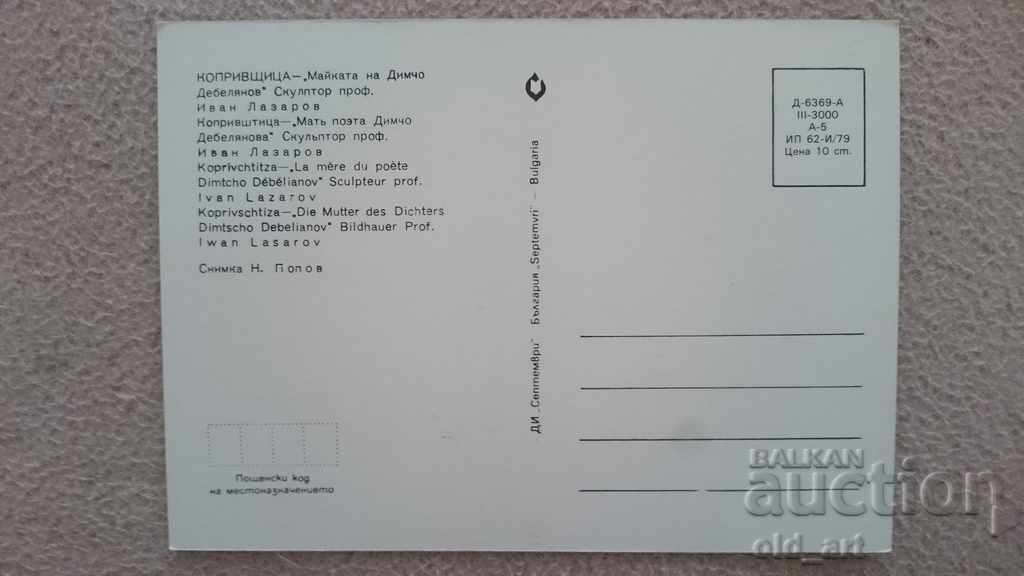 КОПРИВЩИЦА—„Майката на Димчо
Дебелянов" Скулптор проф.
Иван Лазаров
Копривштица—„Мать поэта Димчо
Дебелянова" Скульптор проф.
Иван Лазаров
Koprivchtitza—„La mère du poète
Dimtcho Débélianov" Sculpteur prof.
Ivan Lazarov
Koprivschtiza—„Die Mutter des Dichters
Dimtscho Debelianov" Bildhauer Prof.
Iwan Lasarov
Снимка Н. Попов
Пощенски код
на местоназначението
ДИ „Септември" България „Septemvri" – Bulgaria
Д-6369-А
III-3000
А-5
ИП 62-И/79
Цена 10 ст.
BALKAN
auction
old_art